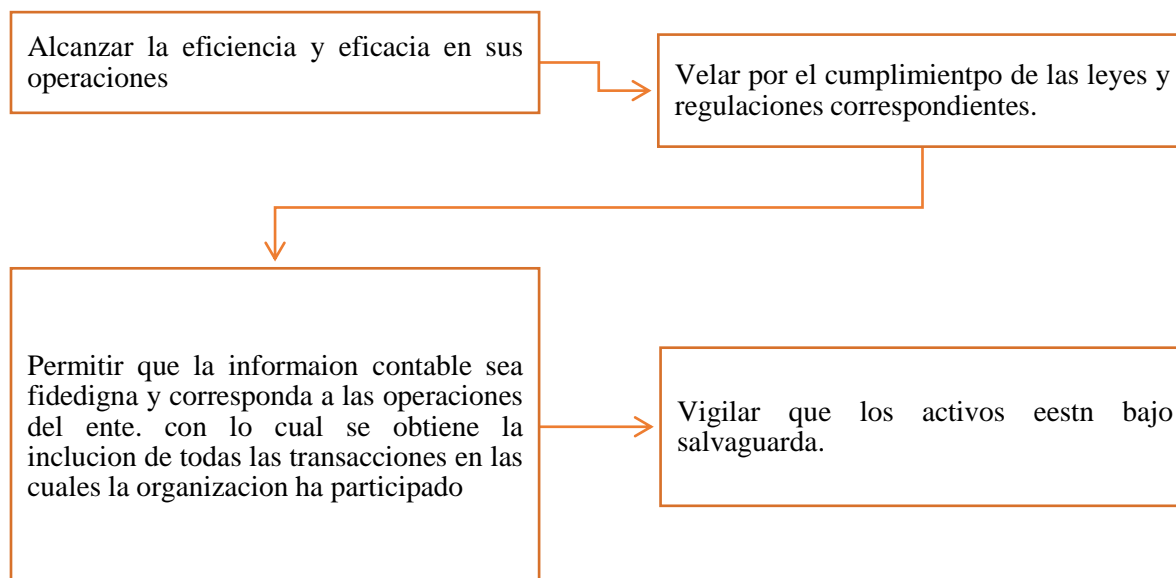 Alcanzar la eficiencia y eficacia en sus
operaciones
Velar por el cumplimientpo de las leyes y
regulaciones correspondientes.
Permitir que la informaion contable sea
fidedigna y corresponda a las operaciones
del ente. con lo cual se obtiene la
inclucion de todas las transacciones en las
cuales la organizacion ha participado
Vigilar que los activos eestn bajo
salvaguarda.